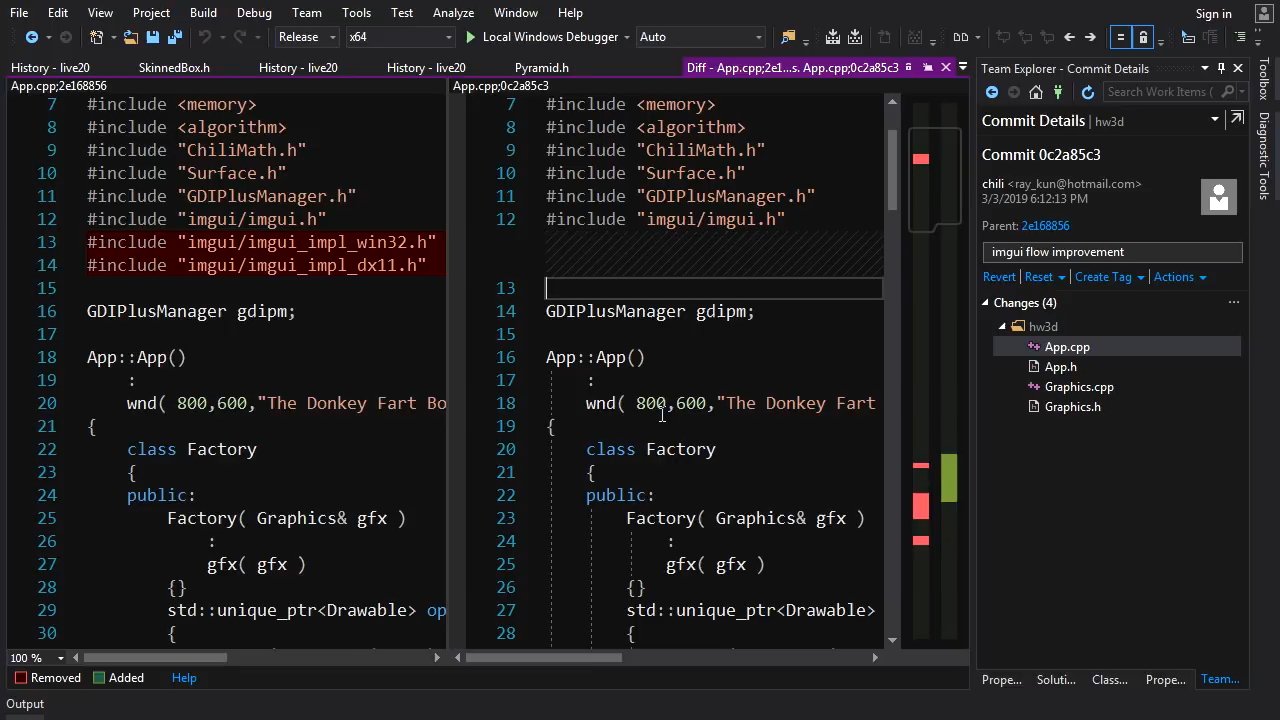 File Edit View Project Build Debug Team Tools Test Analyze Window Help Sign in
Release x64 Local Windows Debugger Auto
History - live20 SkinnedBox.h History - live20 History - live20 Pyramid.h Diff - App.cpp;2e1...s. App.cpp;0c2a85c3
App.cpp;2e168856
7 #include <memory>
8 #include <algorithm>
9 #include "ChiliMath.h"
10 #include "Surface.h"
11 #include "GDIPlusManager.h"
12 #include "imgui/imgui.h"
13 #include "imgui/imgui_impl_win32.h"
14 #include "imgui/imgui_impl_dx11.h"
15
16 GDIPlusManager gdipm;
17
18 App::App()
19 :
20 wnd( 800,600,"The Donkey Fart Bo
21 {
22 class Factory
23 {
24 public:
25 Factory( Graphics& gfx )
26 :
27 gfx( gfx )
28 {}
29 std::unique_ptr<Drawable> op
30 {
100 %
App.cpp;0c2a85c3
7 #include <memory>
8 #include <algorithm>
9 #include "ChiliMath.h"
10 #include "Surface.h"
11 #include "GDIPlusManager.h"
12 #include "imgui/imgui.h"
13
14 GDIPlusManager gdipm;
15
16 App::App()
17 :
18 wnd( 800,600,"The Donkey Fart
19 {
20 class Factory
21 {
22 public:
23 Factory( Graphics& gfx )
24 :
25 gfx( gfx )
26 {}
27 std::unique_ptr<Drawable>
28 {
Removed Added Help
Output
Team Explorer - Commit Details
Search Work Items (
Commit Details | hw3d
Commit 0c2a85c3
chili <ray_kun@hotmail.com>
3/3/2019 6:12:13 PM
Parent: 2e168856
imgui flow improvement
Revert Reset Create Tag Actions
Changes (4) ...
hw3d
App.cpp
App.h
Graphics.cpp
Graphics.h
Prope... Soluti... Class... Prope... Team...
Toolbox
Diagnostic Tools